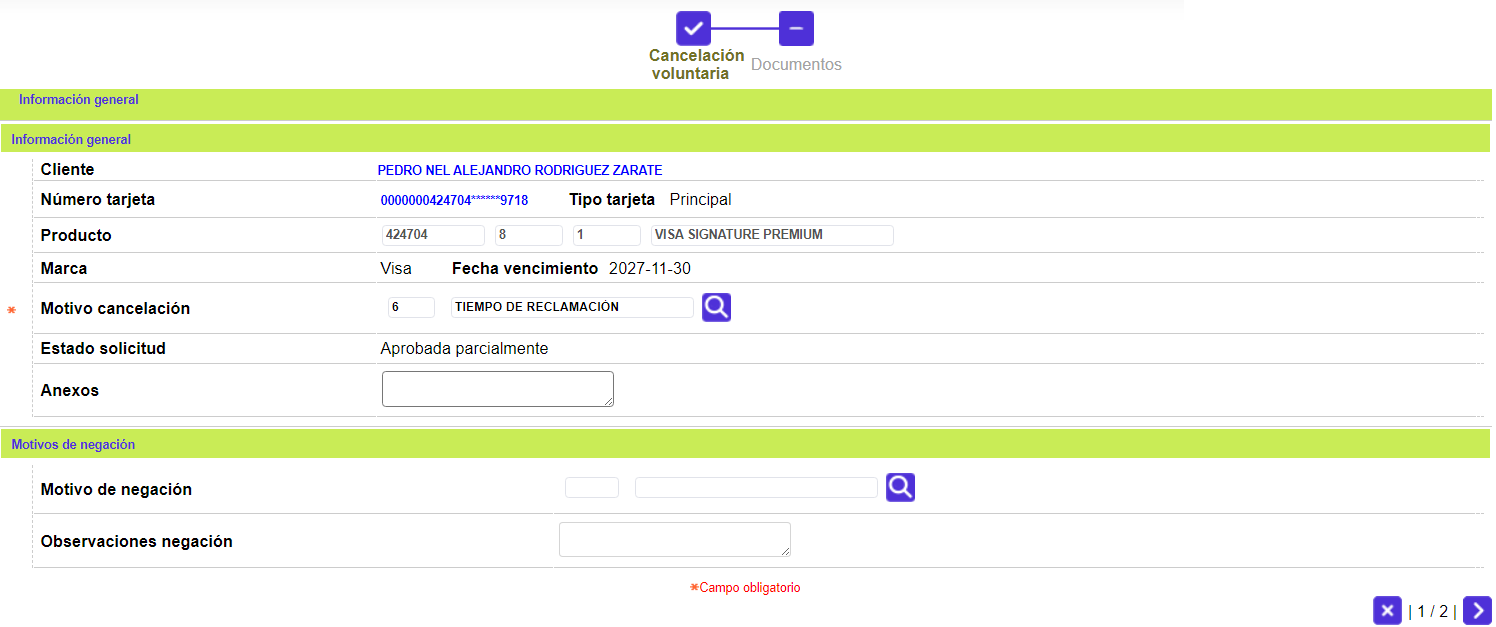 Cancelación
voluntaria
Documentos
Información general
Información general
Cliente PEDRO NEL ALEJANDRO RODRIGUEZ ZARATE
Número tarjeta 0000000424704******9718 Tipo tarjeta Principal
Producto 424704 8 1 VISA SIGNATURE PREMIUM
Marca Visa Fecha vencimiento 2027-11-30
* Motivo cancelación 6 TIEMPO DE RECLAMACIÓN
Estado solicitud Aprobada parcialmente
Anexos
Motivos de negación
Motivo de negación
Observaciones negación
*Campo obligatorio
| 1 / 2 |